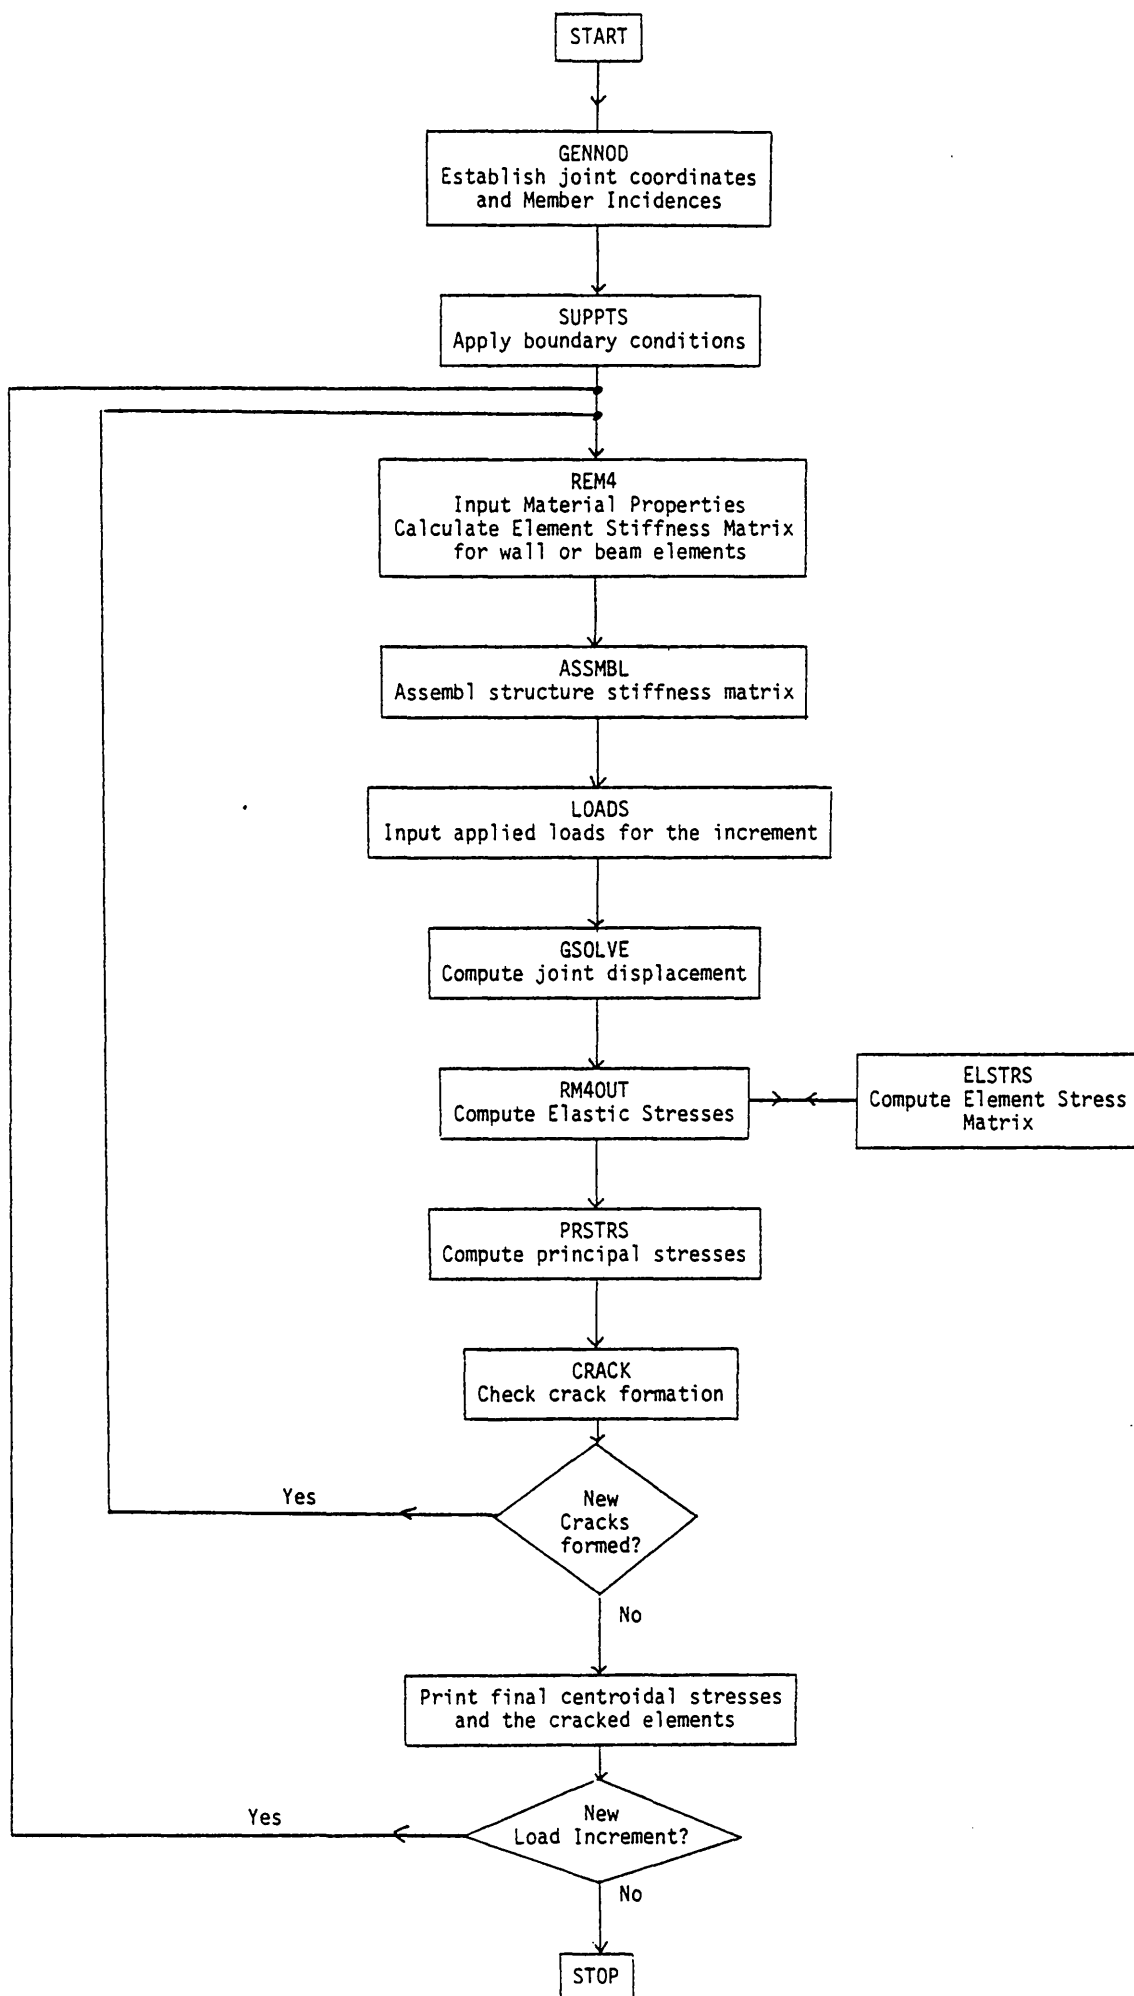 START
GENNOD
Establish joint coordinates
and Member Incidences
SUPPTS
Apply boundary conditions
REM4
Input Material Properties
Calculate Element Stiffness Matrix
for wall or beam elements
ASSMBL
Assembl structure stiffness matrix
LOADS
Input applied loads for the increment
GSOLVE
Compute joint displacement
RM4OUT
Compute Elastic Stresses
ELSTRS
Compute Element Stress
Matrix
PRSTRS
Compute principal stresses
CRACK
Check crack formation
New
Cracks
formed?
Yes
No
Print final centroidal stresses
and the cracked elements
New
Load Increment?
Yes
No
STOP